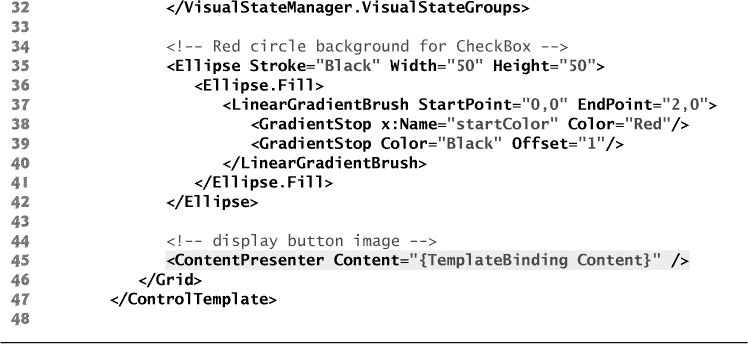 32 </VisualStateManager.VisualStateGroups>
33
34 <!-- Red circle background for CheckBox -->
35 <Ellipse Stroke="Black" Width="50" Height="50">
36 <Ellipse.Fill>
37 <LinearGradientBrush StartPoint="0,0" EndPoint="2,0">
38 <GradientStop x:Name="startColor" Color="Red"/>
39 <GradientStop Color="Black" Offset="1"/>
40 </LinearGradientBrush>
41 </Ellipse.Fill>
42 </Ellipse>
43
44 <!-- display button image -->
45 <ContentPresenter Content="{TemplateBinding Content}" />
46 </Grid>
47 </ControlTemplate>
48